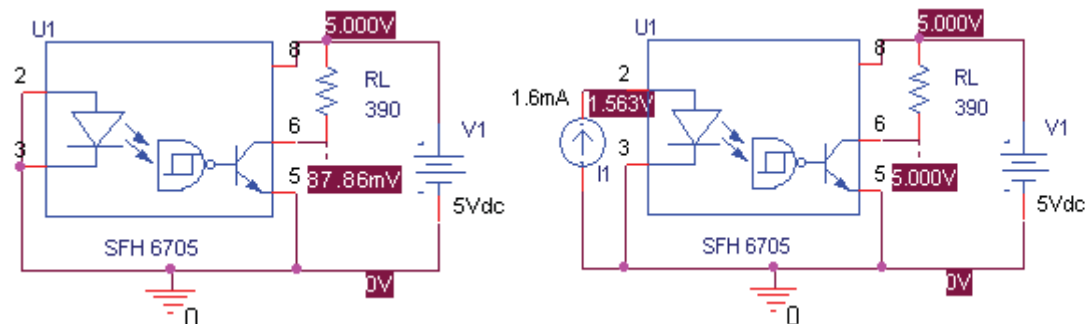 U1
5.000V
8
2
RL
390
6
V1
3
87.86mV
5
5Vdc
SFH 6705
0V
0
U1
5.000V
8
2
1.6mA
1.563V
RL
390
6
V1
3
I1
5.000V
5
5Vdc
SFH 6705
0V
0